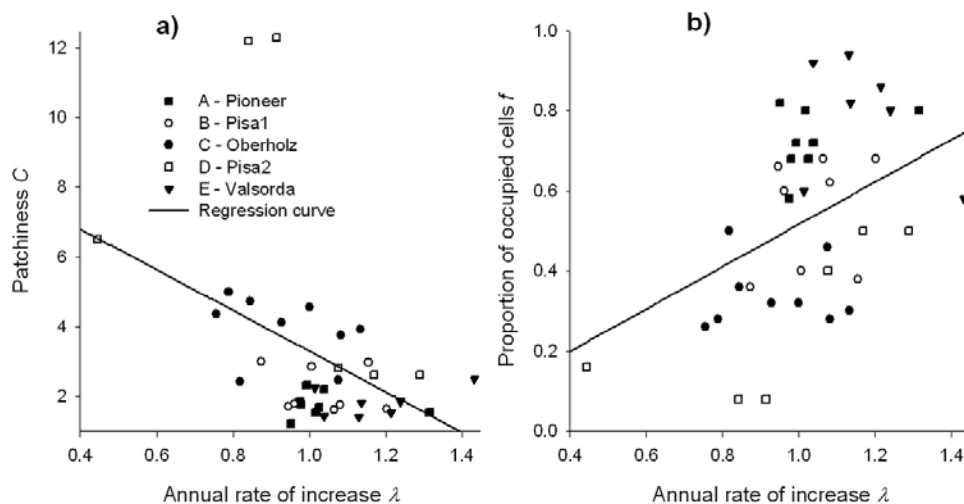 a)
Patchiness C
12
10
8
6
4
2
A - Pioneer
B - Pisa1
C - Oberholz
D - Pisa2
E - Valsorda
Regression curve
0.4 0.6 0.8 1.0 1.2 1.4
Annual rate of increase λ
b)
Proportion of occupied cells f
1.0
0.8
0.6
0.4
0.2
0.0
0.4 0.6 0.8 1.0 1.2 1.4
Annual rate of increase λ